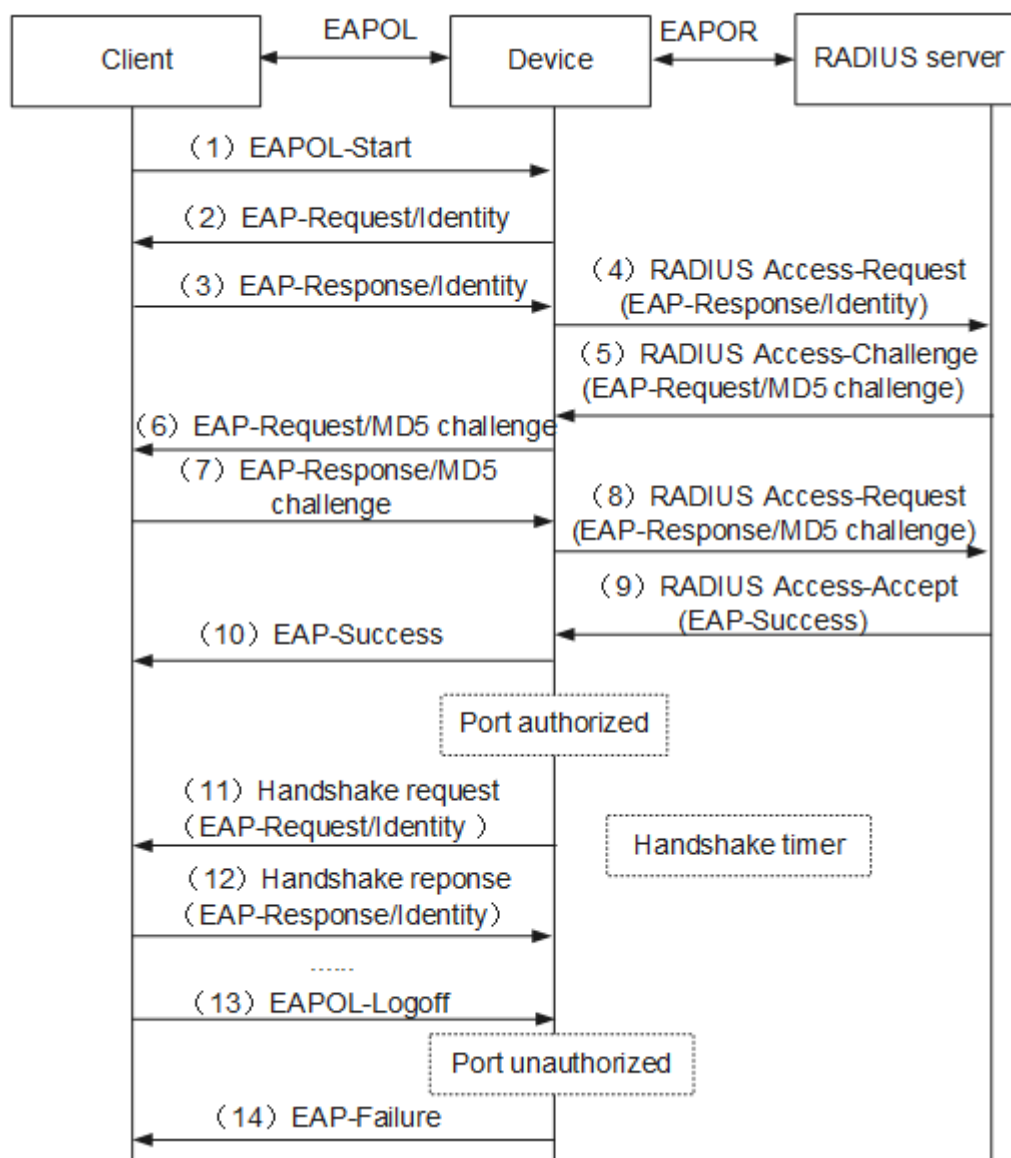 Client
EAPOL
Device
EAPOR
RADIUS server
（1）EAPOL-Start
（2）EAP-Request/Identity
（3）EAP-Response/Identity
（4）RADIUS Access-Request
(EAP-Response/Identity)
（5）RADIUS Access-Challenge
(EAP-Request/MD5 challenge)
（6）EAP-Request/MD5 challenge
（7）EAP-Response/MD5
challenge
（8）RADIUS Access-Request
(EAP-Response/MD5 challenge)
（9）RADIUS Access-Accept
(EAP-Success)
（10）EAP-Success
Port authorized
（11）Handshake request
（EAP-Request/Identity ）
Handshake timer
（12）Handshake reponse
（EAP-Response/Identity）
......
（13）EAPOL-Logoff
Port unauthorized
（14）EAP-Failure